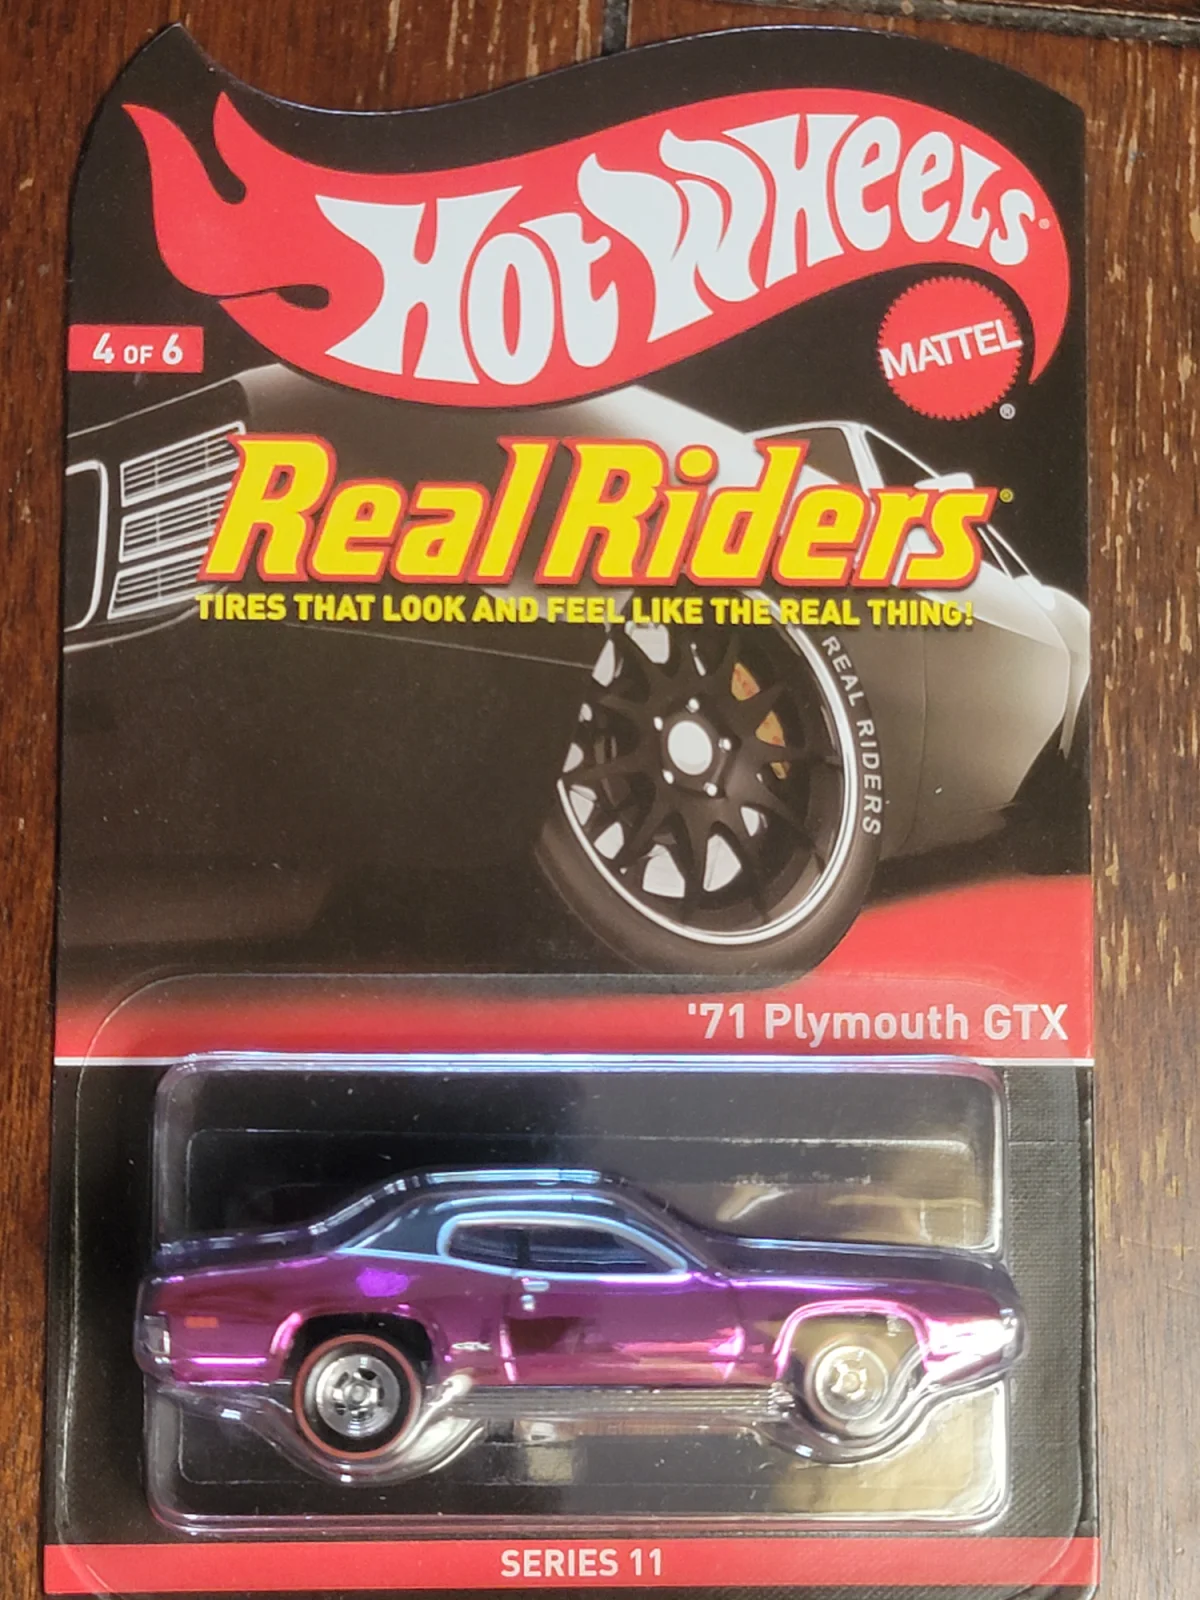 Hot Wheels®
MATTEL
®
4 OF 6
Real Riders®
TIRES THAT LOOK AND FEEL LIKE THE REAL THING!
REAL RIDERS
'71 Plymouth GTX
GTX
SERIES 11